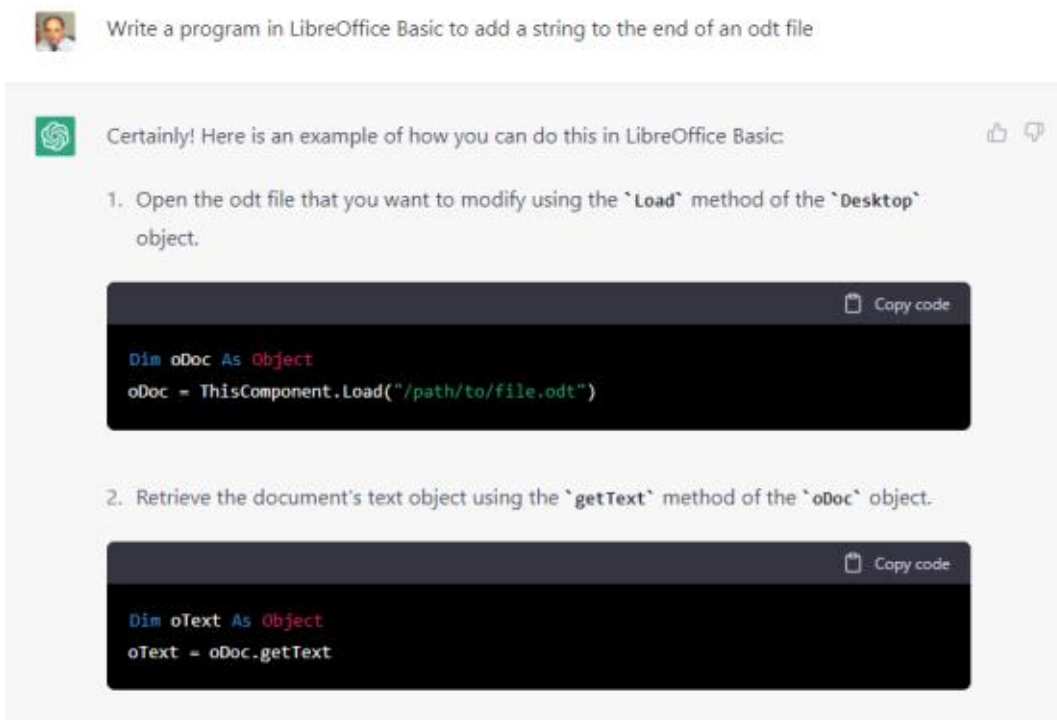 Write a program in LibreOffice Basic to add a string to the end of an odt file
Certainly! Here is an example of how you can do this in LibreOffice Basic:
1. Open the odt file that you want to modify using the `Load` method of the `Desktop`
object.
Copy code
Dim oDoc As Object
oDoc = ThisComponent.Load("/path/to/file.odt")
2. Retrieve the document's text object using the `getText` method of the `oDoc` object.
Copy code
Dim oText As Object
oText = oDoc.getText